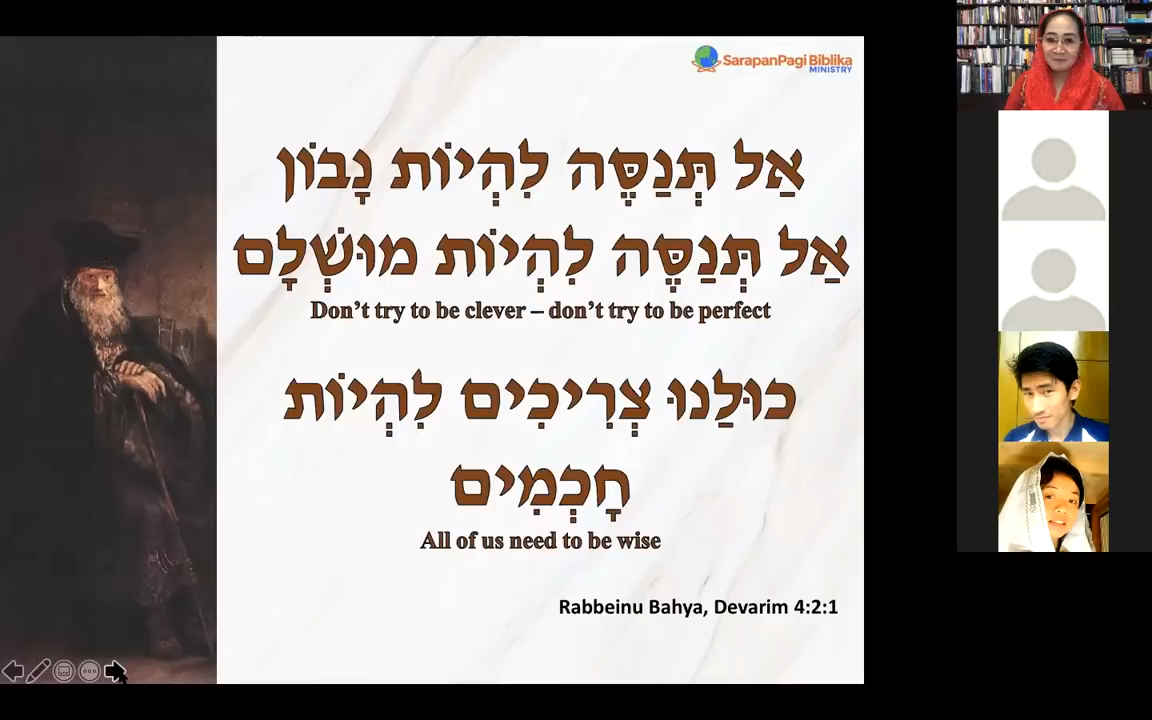 SarapanPagi Biblika
MINISTRY
אַל תְּנַסֶּה לִהְיוֹת נָבוֹן
אַל תְּנַסֶּה לִהְיוֹת מוּשְׁלָם
Don’t try to be clever – don’t try to be perfect
כוּלַנוּ צְרִיכִים לִהְיוֹת
חָכְמִים
All of us need to be wise
Rabbeinu Bahya, Devarim 4:2:1